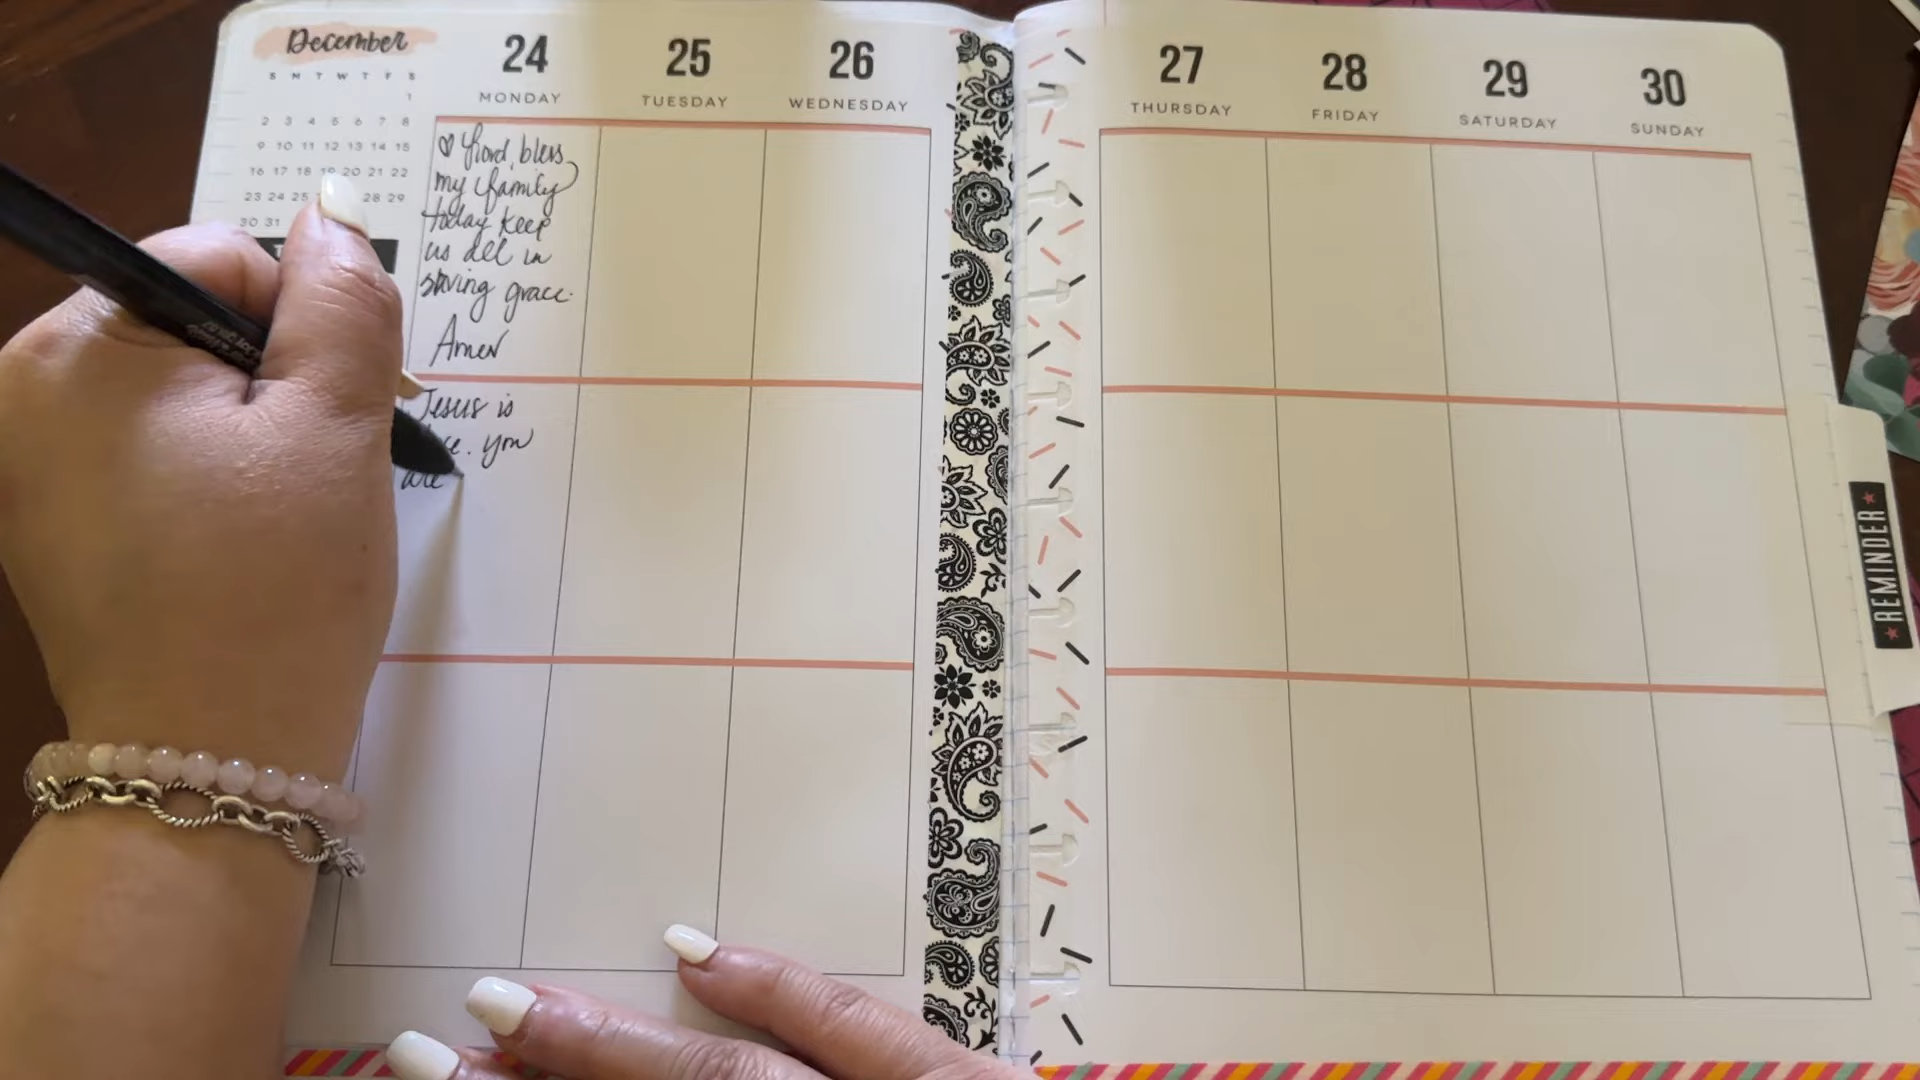 December
24 25 26
MONDAY TUESDAY WEDNESDAY
27 28 29 30
THURSDAY FRIDAY SATURDAY SUNDAY
S M T W T F S
1
2 3 4 5 6 7 8
9 10 11 12 13 14 15
16 17 18 19 20 21 22
23 24 25 28 29
30 31
Lord, bless
my family
today keep
us all in
saving grace.
Amen
Jesus is
you
are
REMINDER